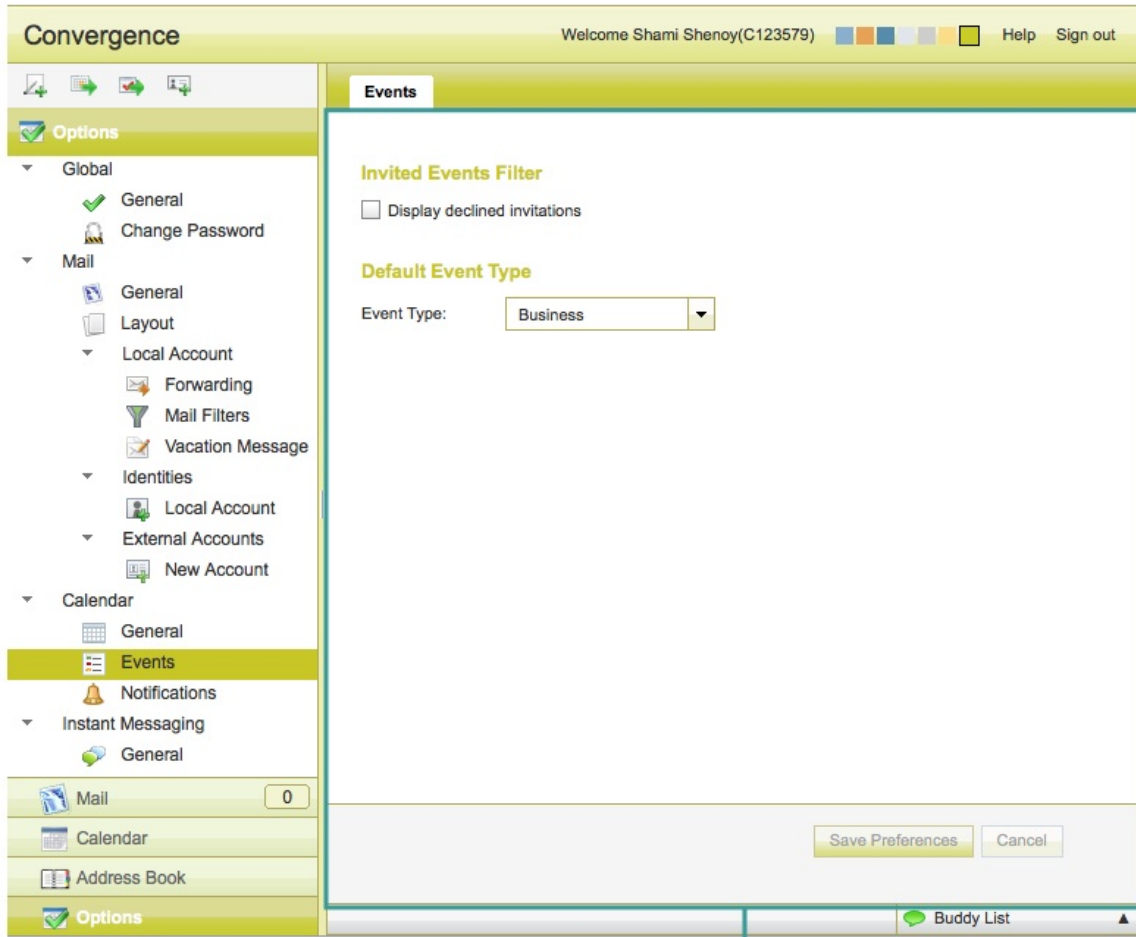 Convergence
Welcome Shami Shenoy(C123579)
Help
Sign out
Options
Global
General
Change Password
Mail
General
Layout
Local Account
Forwarding
Mail Filters
Vacation Message
Identities
Local Account
External Accounts
New Account
Calendar
General
Events
Notifications
Instant Messaging
General
Mail 0
Calendar
Address Book
Options
Events
Invited Events Filter
Display declined invitations
Default Event Type
Event Type: Business
Save Preferences
Cancel
Buddy List